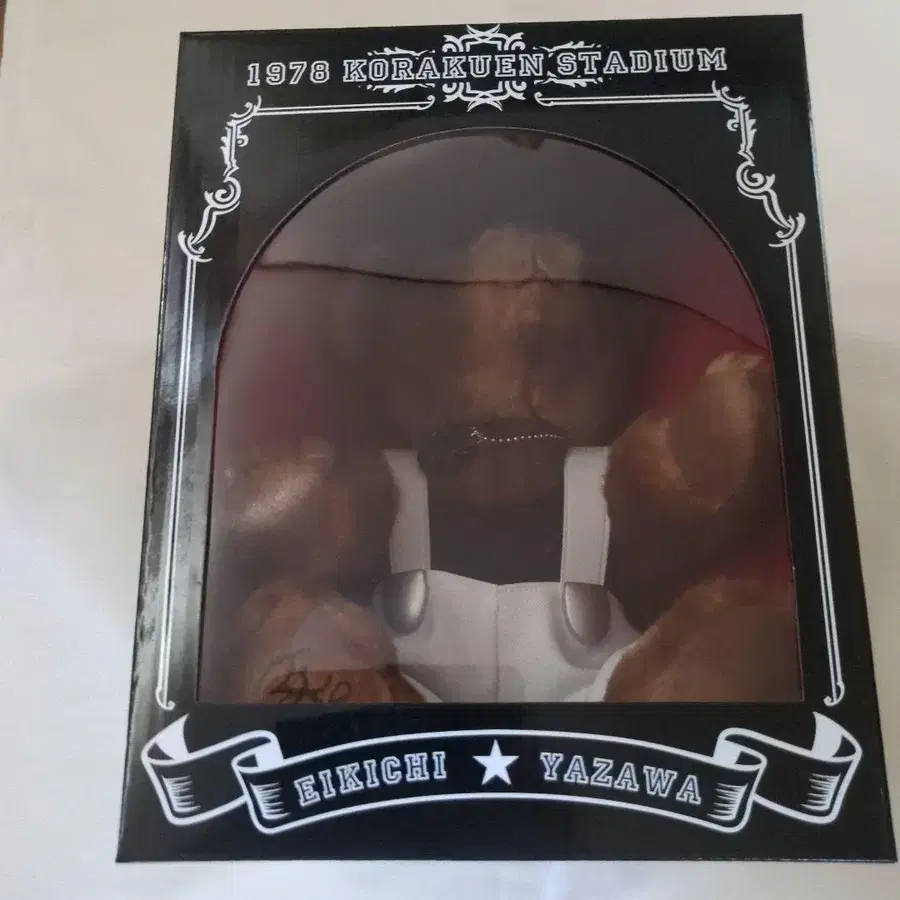 1978 KORAKUEN STADIUM
EIKICHI ★ YAZAWA